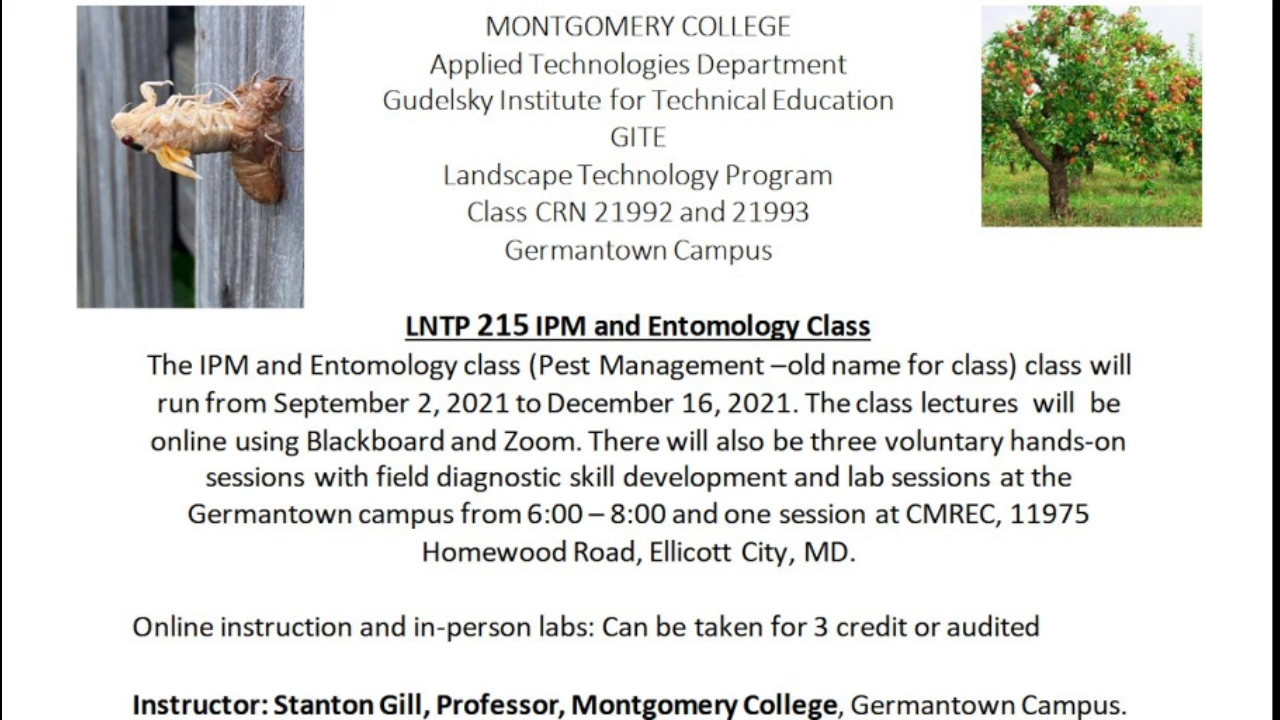 MONTGOMERY COLLEGE
Applied Technologies Department
Gudelsky Institute for Technical Education
GITE
Landscape Technology Program
Class CRN 21992 and 21993
Germantown Campus
LNTP 215 IPM and Entomology Class
The IPM and Entomology class (Pest Management –old name for class) class will
run from September 2, 2021 to December 16, 2021. The class lectures will be
online using Blackboard and Zoom. There will also be three voluntary hands-on
sessions with field diagnostic skill development and lab sessions at the
Germantown campus from 6:00 – 8:00 and one session at CMREC, 11975
Homewood Road, Ellicott City, MD.
Online instruction and in-person labs: Can be taken for 3 credit or audited
Instructor: Stanton Gill, Professor, Montgomery College, Germantown Campus.